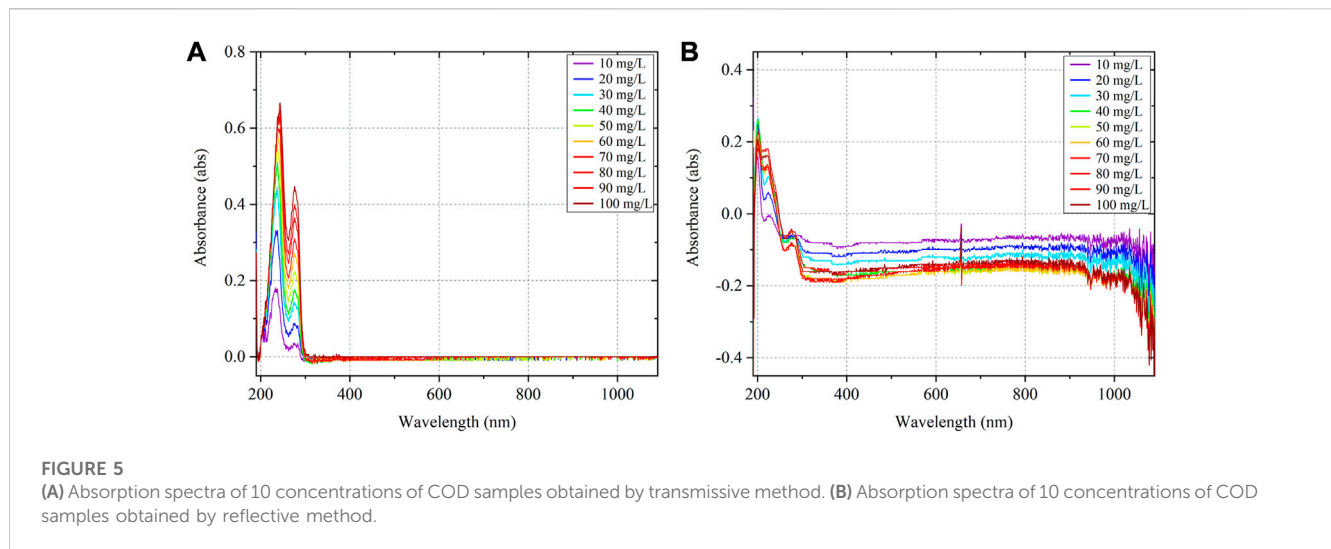 A
0.8
0.6
0.4
0.2
0.0
200 400 600 800 1000
Absorbance (abs)
Wavelength (nm)
10 mg/L
20 mg/L
30 mg/L
40 mg/L
50 mg/L
60 mg/L
70 mg/L
80 mg/L
90 mg/L
100 mg/L
B
0.4
0.2
0.0
-0.2
-0.4
200 400 600 800 1000
Absorbance (abs)
Wavelength (nm)
10 mg/L
20 mg/L
30 mg/L
40 mg/L
50 mg/L
60 mg/L
70 mg/L
80 mg/L
90 mg/L
100 mg/L
FIGURE 5
(A) Absorption spectra of 10 concentrations of COD samples obtained by transmissive method. (B) Absorption spectra of 10 concentrations of COD
samples obtained by reflective method.